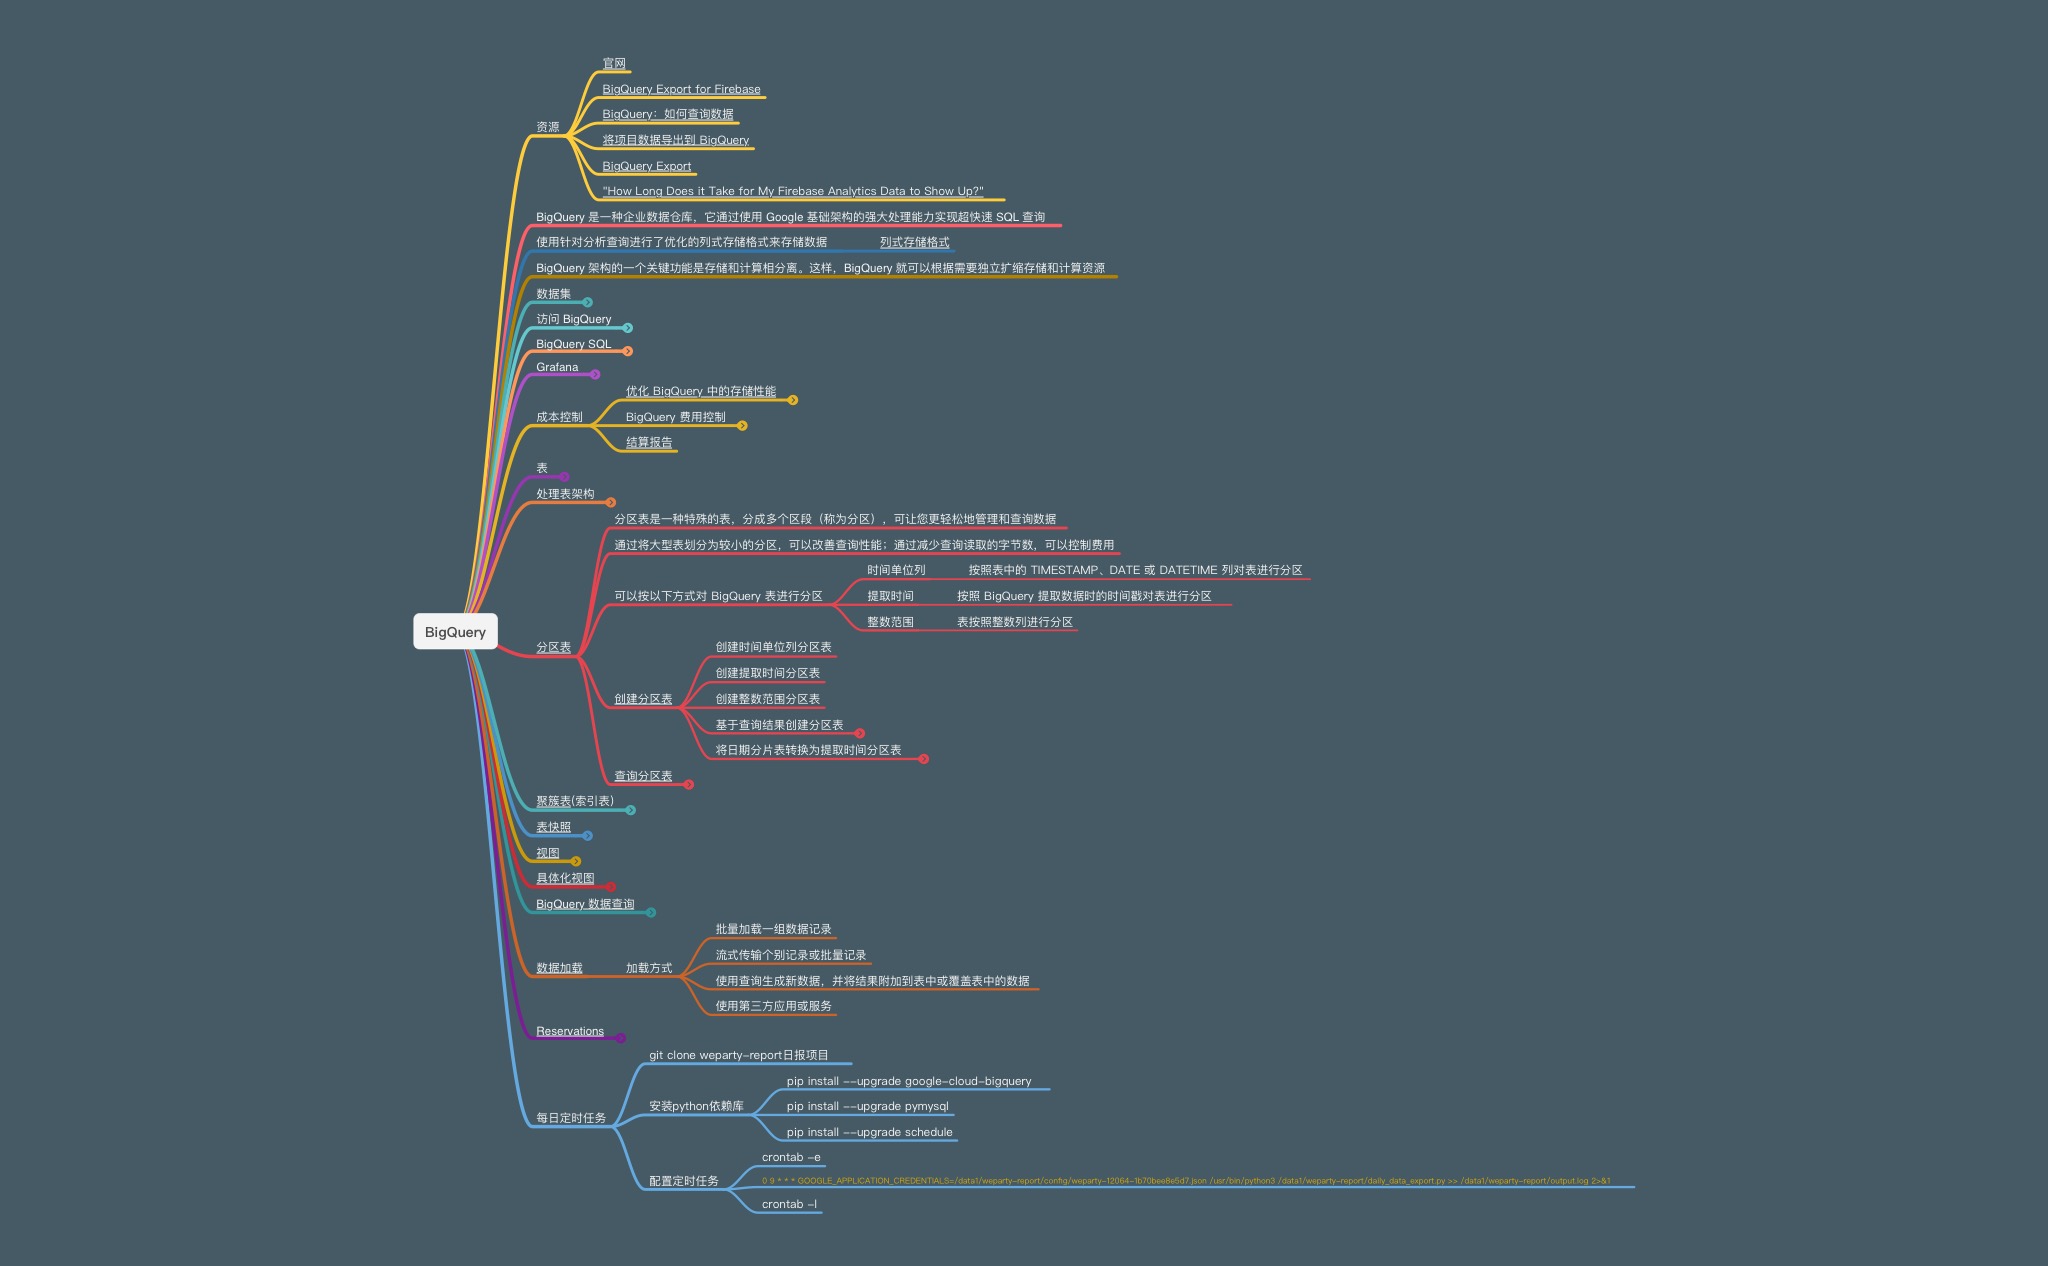 官网
BigQuery Export for Firebase
BigQuery：如何查询数据
资源
将项目数据导出到 BigQuery
BigQuery Export
"How Long Does it Take for My Firebase Analytics Data to Show Up?"
BigQuery 是一种企业数据仓库，它通过使用 Google 基础架构的强大处理能力实现超快速 SQL 查询
使用针对分析查询进行了优化的列式存储格式来存储数据 列式存储格式
BigQuery 架构的一个关键功能是存储和计算相分离。这样，BigQuery 就可以根据需要独立扩缩存储和计算资源
数据集
访问 BigQuery
BigQuery SQL
Grafana
优化 BigQuery 中的存储性能
成本控制 BigQuery 费用控制
结算报告
表
处理表架构
分区表是一种特殊的表，分成多个区段（称为分区），可让您更轻松地管理和查询数据
通过将大型表划分为较小的分区，可以改善查询性能；通过减少查询读取的字节数，可以控制费用
时间单位列 按照表中的 TIMESTAMP、DATE 或 DATETIME 列对表进行分区
可以按以下方式对 BigQuery 表进行分区 提取时间 按照 BigQuery 提取数据时的时间戳对表进行分区
整数范围 表按照整数列进行分区
BigQuery
分区表
创建时间单位列分区表
创建提取时间分区表
创建分区表 创建整数范围分区表
基于查询结果创建分区表
将日期分片表转换为提取时间分区表
查询分区表
聚簇表(索引表)
表快照
视图
具体化视图
BigQuery 数据查询
批量加载一组数据记录
流式传输个别记录或批量记录
数据加载 加载方式
使用查询生成新数据，并将结果附加到表中或覆盖表中的数据
使用第三方应用或服务
Reservations
git clone weparty-report日报项目
pip install --upgrade google-cloud-bigquery
安装python依赖库 pip install --upgrade pymysql
每日定时任务
pip install --upgrade schedule
crontab -e
配置定时任务 0 9 * * * GOOGLE_APPLICATION_CREDENTIALS=/data1/weparty-report/config/weparty-12064-1b70bee8e5d7.json /usr/bin/python3 /data1/weparty-report/daily_data_export.py >> /data1/weparty-report/output.log 2>&1
crontab -l